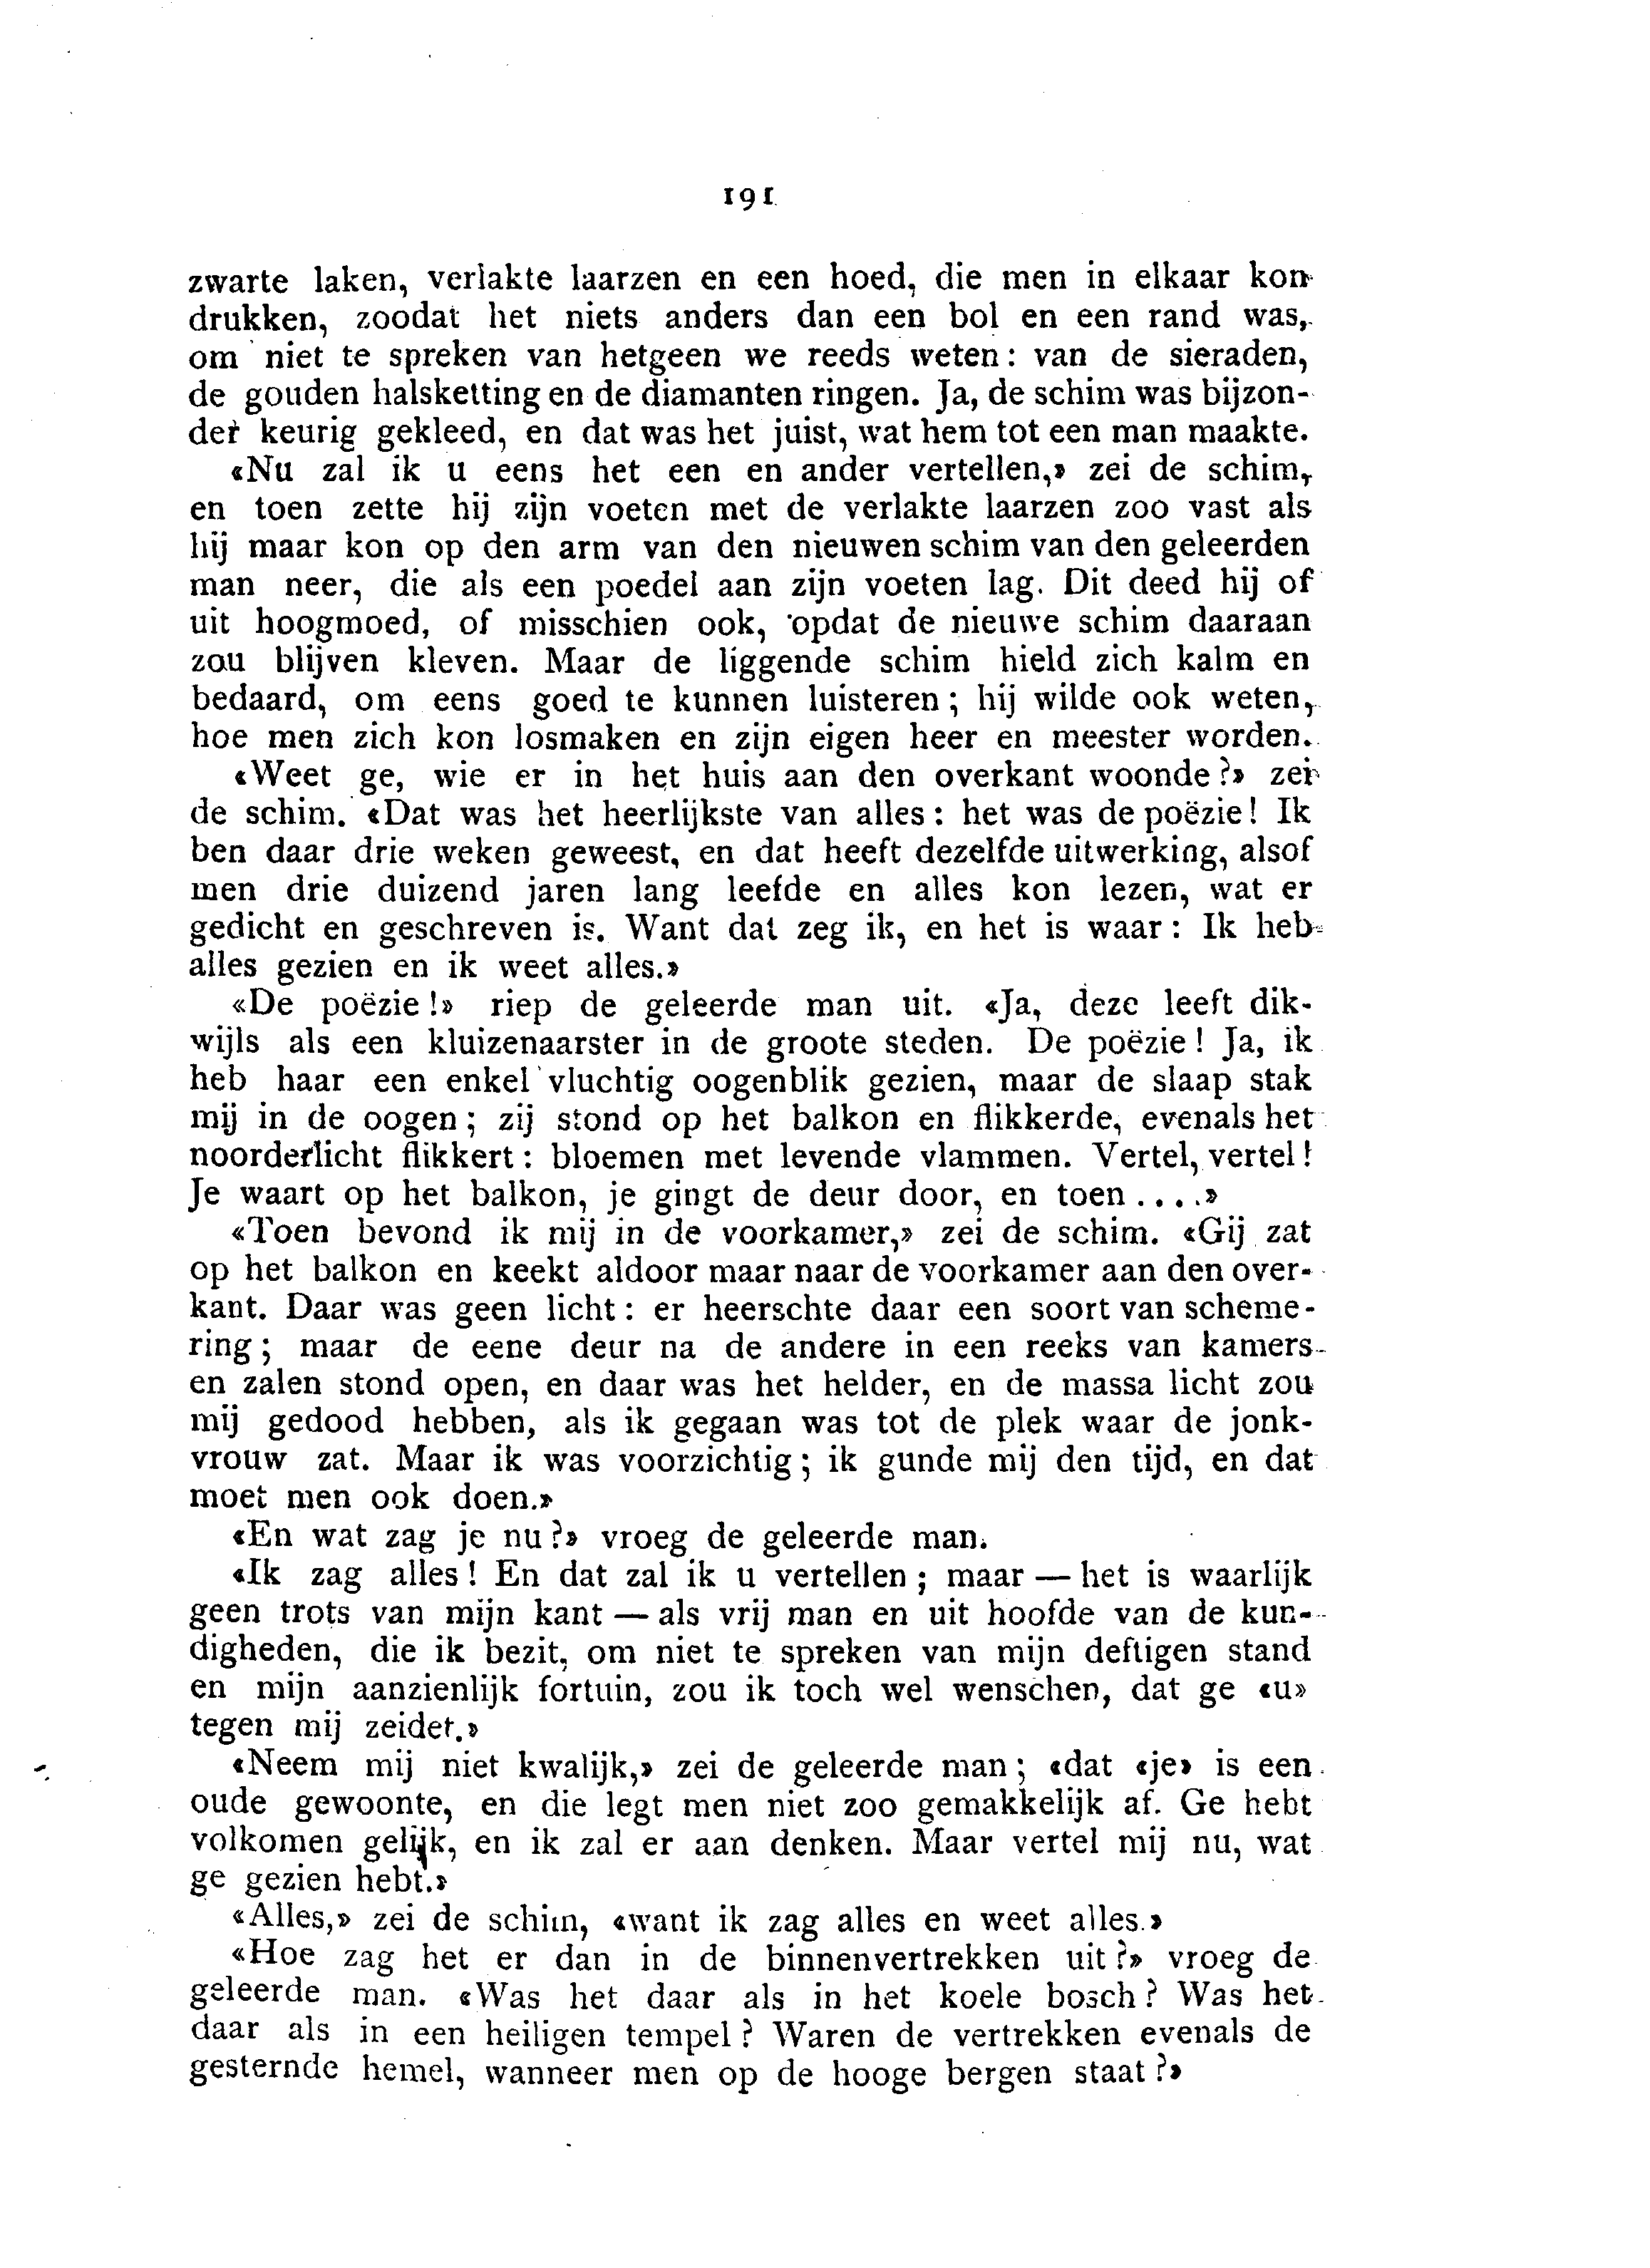 191
zwarte laken, verlakte laarzen en een hoed, die men in elkaar kon
drukken, zoodat het niets anders dan een bol en een rand was,
om niet te spreken van hetgeen we reeds weten: van de sieraden,
de gouden halsketting en de diamanten ringen. Ja, de schim was bijzon-
der keurig gekleed, en dat was het juist, wat hem tot een man maakte.
«Nu zal ik u eens het een en ander vertellen,» zei de schim,
en toen zette hij zijn voeten met de verlakte laarzen zoo vast als
hij maar kon op den arm van den nieuwen schim van den geleerden
man neer, die als een poedel aan zijn voeten lag. Dit deed hij of
uit hoogmoed, of misschien ook, opdat de nieuwe schim daaraan
zou blijven kleven. Maar de liggende schim hield zich kalm en
bedaard, om eens goed te kunnen luisteren; hij wilde ook weten,
hoe men zich kon losmaken en zijn eigen heer en meester worden.
«Weet ge, wie er in het huis aan den overkant woonde?» zei
de schim. «Dat was het heerlijkste van alles: het was de poëzie! Ik
ben daar drie weken geweest, en dat heeft dezelfde uitwerking, alsof
men drie duizend jaren lang leefde en alles kon lezen, wat er
gedicht en geschreven is. Want dat zeg ik, en het is waar: Ik heb
alles gezien en ik weet alles.»
«De poëzie!» riep de geleerde man uit. «Ja, deze leeft dik-
wijls als een kluizenaarster in de groote steden. De poëzie! Ja, ik
heb haar een enkel vluchtig oogenblik gezien, maar de slaap stak
mij in de oogen; zij stond op het balkon en flikkerde, evenals het
noorderlicht flikkert: bloemen met levende vlammen. Vertel, vertel!
Je waart op het balkon, je gingt de deur door, en toen ....»
«Toen bevond ik mij in de voorkamer,» zei de schim. «Gij zat
op het balkon en keekt aldoor maar naar de voorkamer aan den over-
kant. Daar was geen licht: er heerschte daar een soort van scheme-
ring; maar de eene deur na de andere in een reeks van kamers
en zalen stond open, en daar was het helder, en de massa licht zou
mij gedood hebben, als ik gegaan was tot de plek waar de jonk-
vrouw zat. Maar ik was voorzichtig; ik gunde mij den tijd, en dat
moet men ook doen.»
«En wat zag je nu?» vroeg de geleerde man.
«Ik zag alles! En dat zal ik u vertellen; maar — het is waarlijk
geen trots van mijn kant — als vrij man en uit hoofde van de kun-
digheden, die ik bezit, om niet te spreken van mijn deftigen stand
en mijn aanzienlijk fortuin, zou ik toch wel wenschen, dat ge «u»
tegen mij zeidet.»
«Neem mij niet kwalijk,» zei de geleerde man; «dat «je» is een
oude gewoonte, en die legt men niet zoo gemakkelijk af. Ge hebt
volkomen gelijk, en ik zal er aan denken. Maar vertel mij nu, wat
ge gezien hebt.»
«Alles,» zei de schim, «want ik zag alles en weet alles.»
«Hoe zag het er dan in de binnenvertrekken uit?» vroeg de
geleerde man. «Was het daar als in het koele bosch? Was het
daar als in een heiligen tempel? Waren de vertrekken evenals de
gesternde hemel, wanneer men op de hooge bergen staat?»